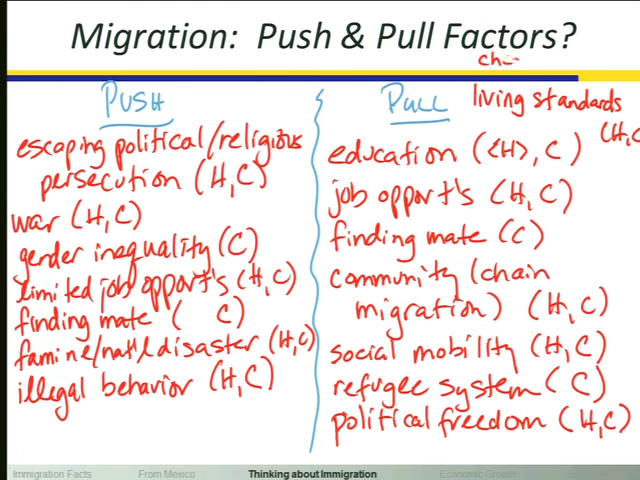 Migration: Push & Pull Factors?
PUSH
escaping political/religious
persecution (H, C)
war (H, C)
gender inequality (C)
limited job opport's (H, C)
finding mate ( C)
famine/nat'l disaster (H, C)
illegal behavior (H, C)
PULL
living standards
(H, C
education (<H>, C)
job opport's (H, C)
finding mate (C)
community (chain
migration) (H, C)
social mobility (H, C)
refugee system ( C)
political freedom (H, C)
Immigration Facts
From Mexico
Thinking about Immigration
Economic Growth